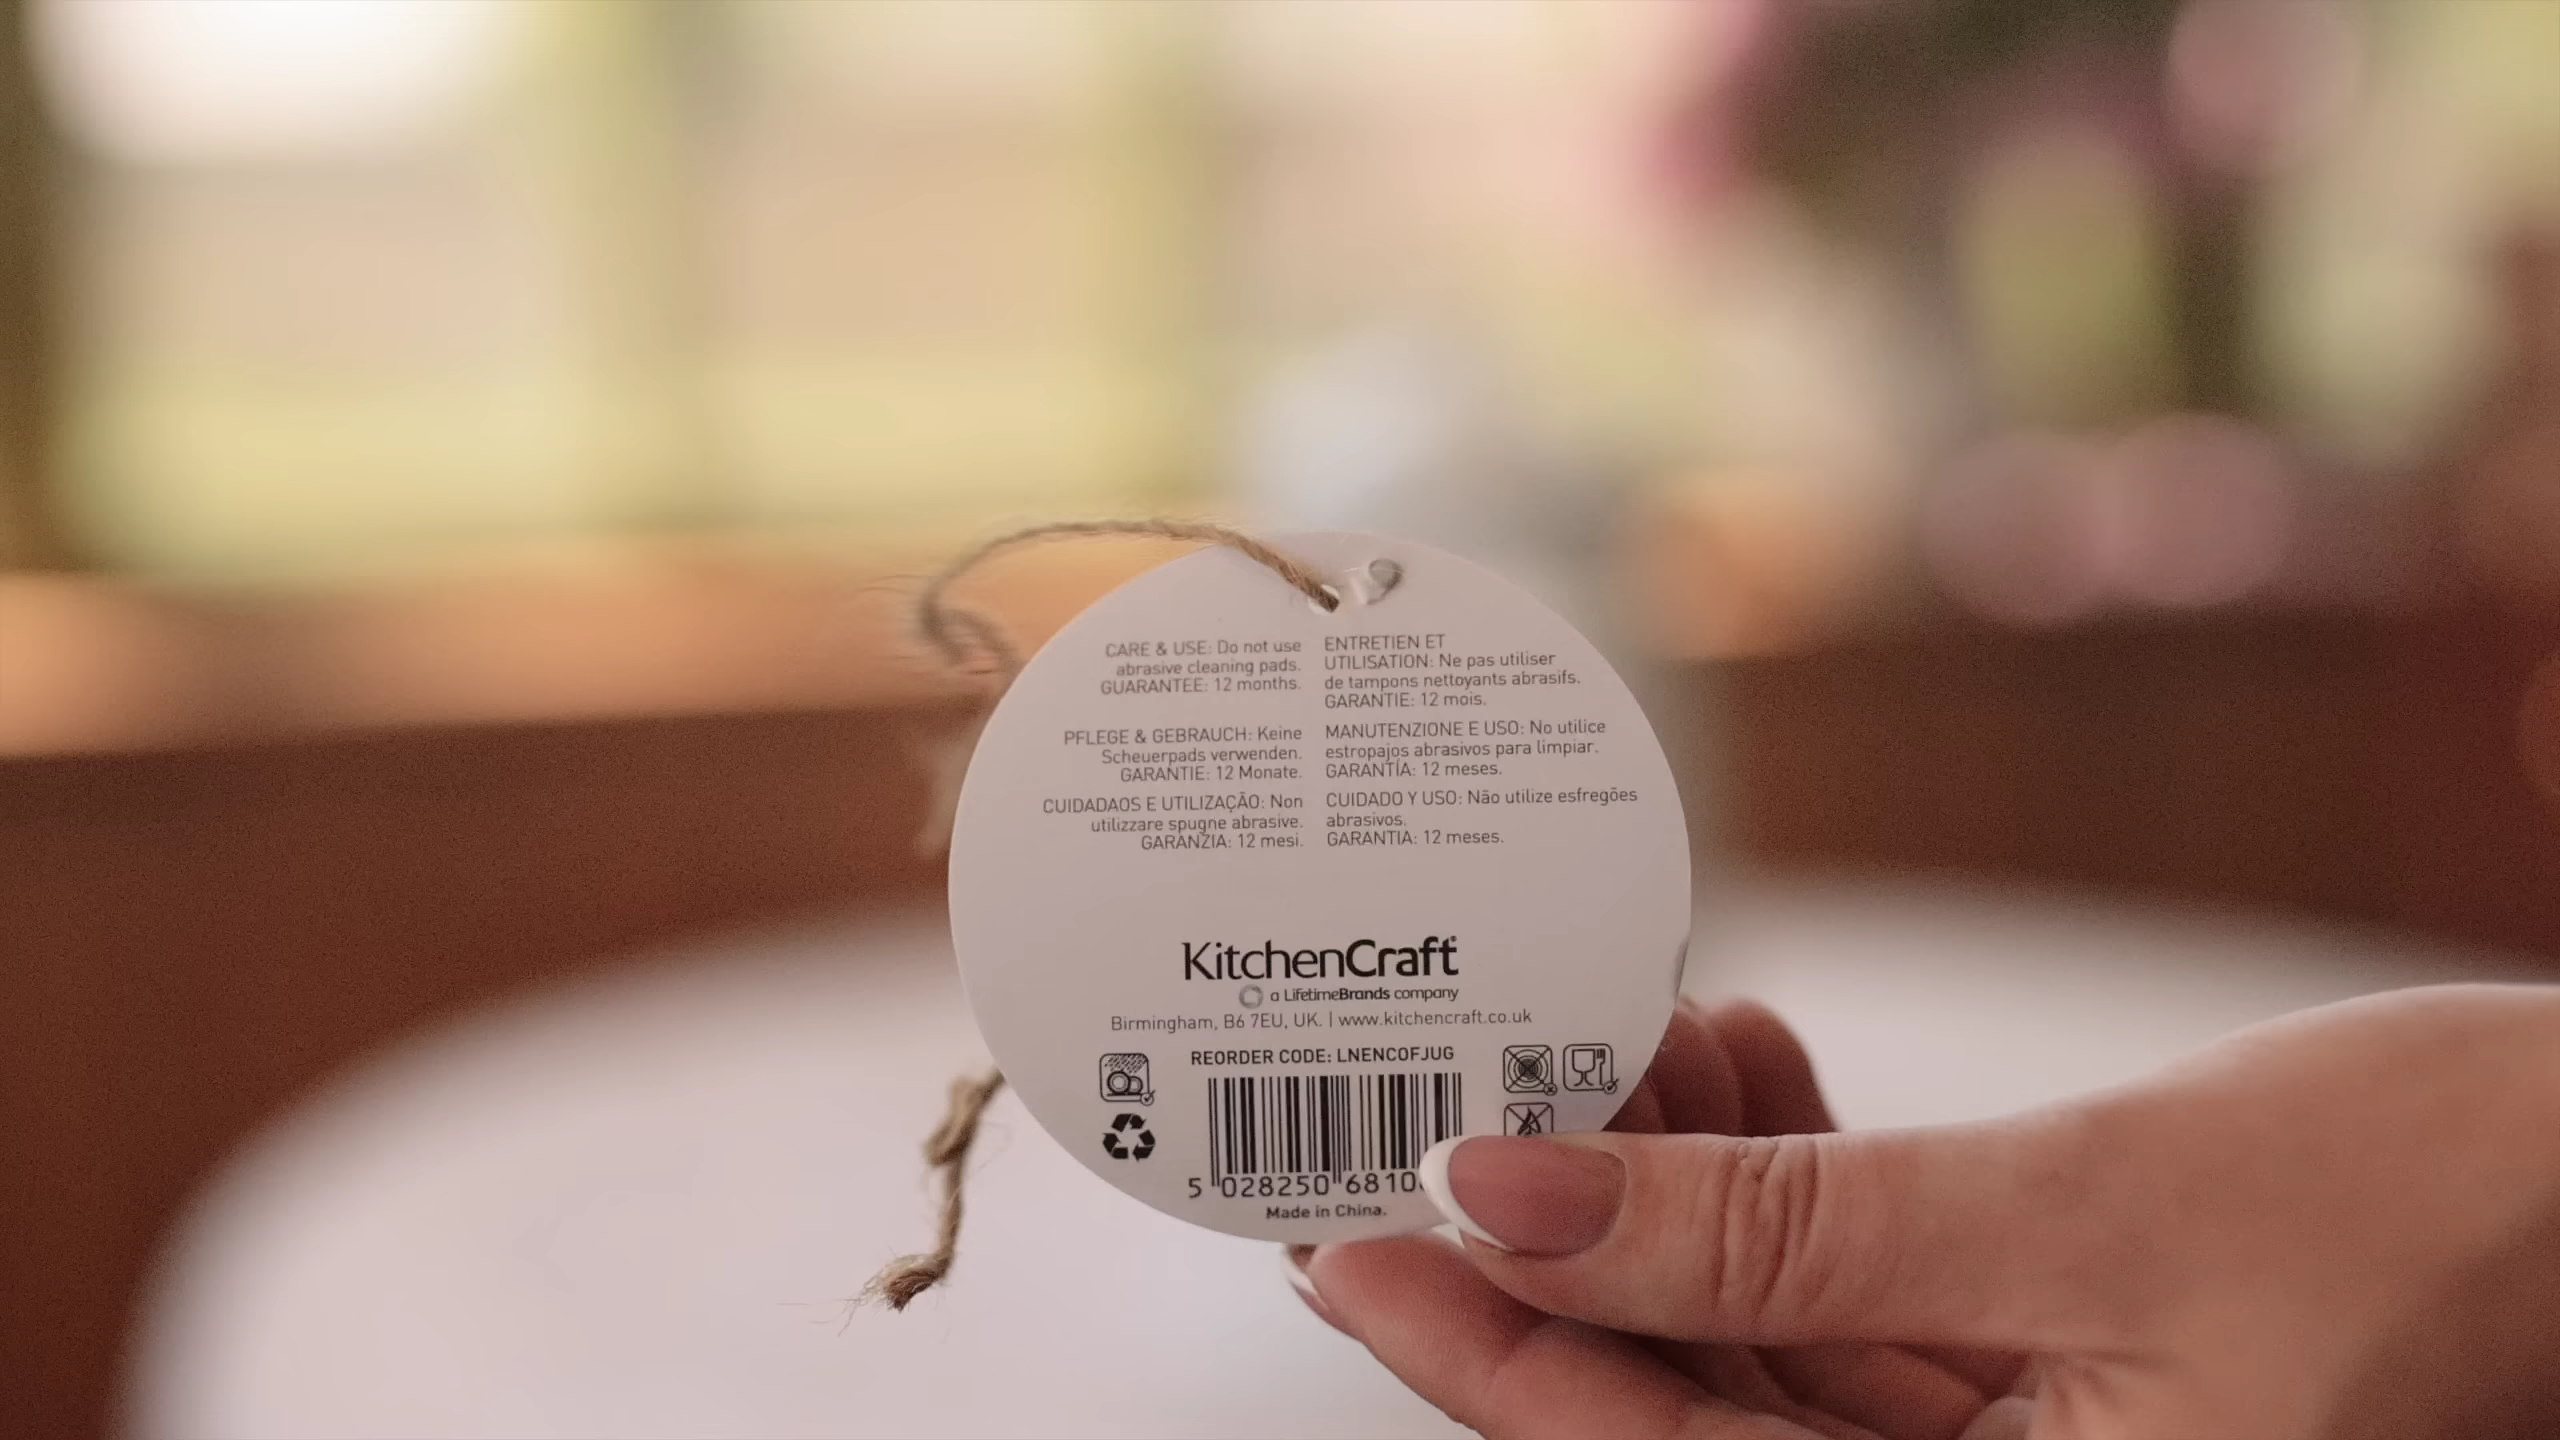 CARE & USE: Do not use
abrasive cleaning pads.
GUARANTEE: 12 months.
ENTRETIEN ET
UTILISATION: Ne pas utiliser
de tampons nettoyants abrasifs.
GARANTIE: 12 mois.
PFLEGE & GEBRAUCH: Keine
Scheuerpads verwenden.
GARANTIE: 12 Monate.
MANUTENZIONE E USO: No utilice
estropajos abrasivos para limpiar.
GARANTÍA: 12 meses.
CUIDADAOS E UTILIZAÇÃO: Non
utilizzare spugne abrasive.
GARANZIA: 12 mesi.
CUIDADO Y USO: Não utilize esfregões
abrasivos.
GARANTIA: 12 meses.
KitchenCraft
a LifetimeBrands company
Birmingham, B6 7EU, UK. | www.kitchencraft.co.uk
REORDER CODE: LNENCOFJUG
5 028250 6810
Made in China.